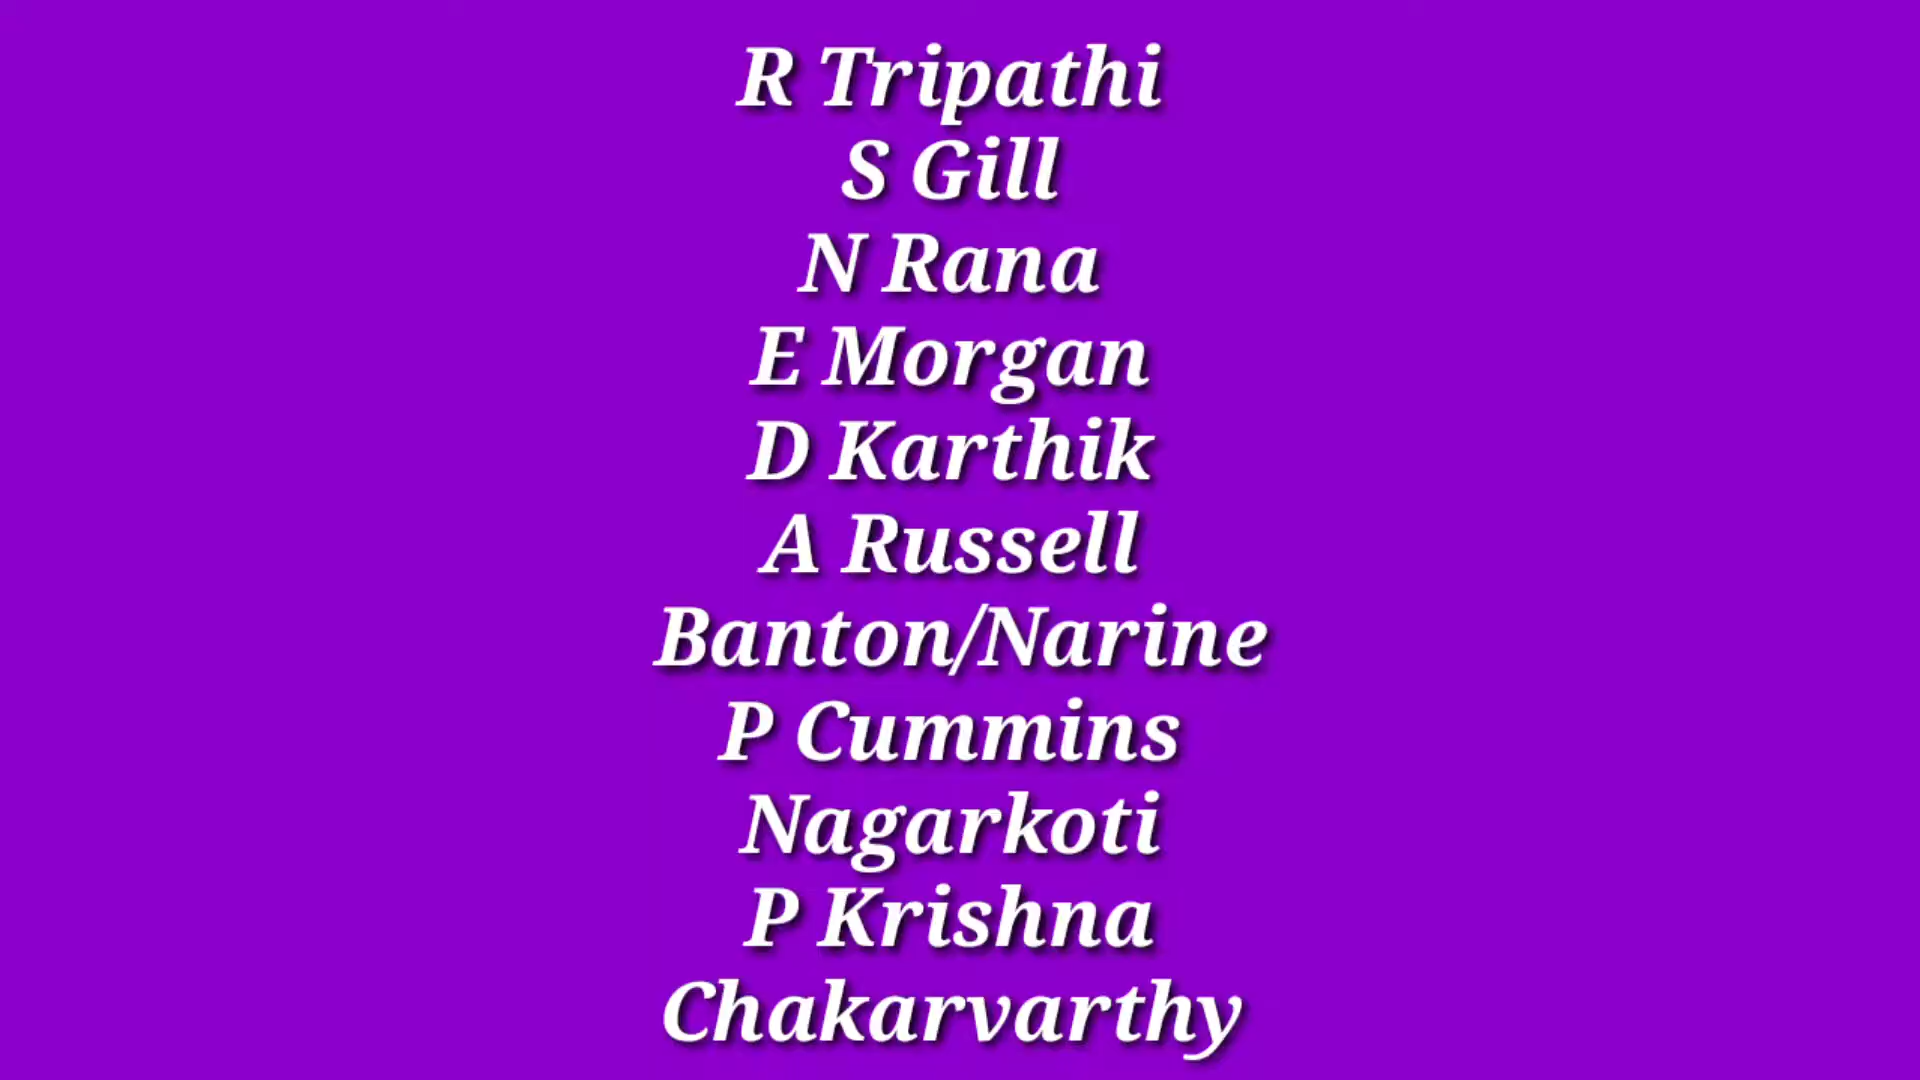 R Tripathi
S Gill
N Rana
E Morgan
D Karthik
A Russell
Banton/Narine
P Cummins
Nagarkoti
P Krishna
Chakarvarthy